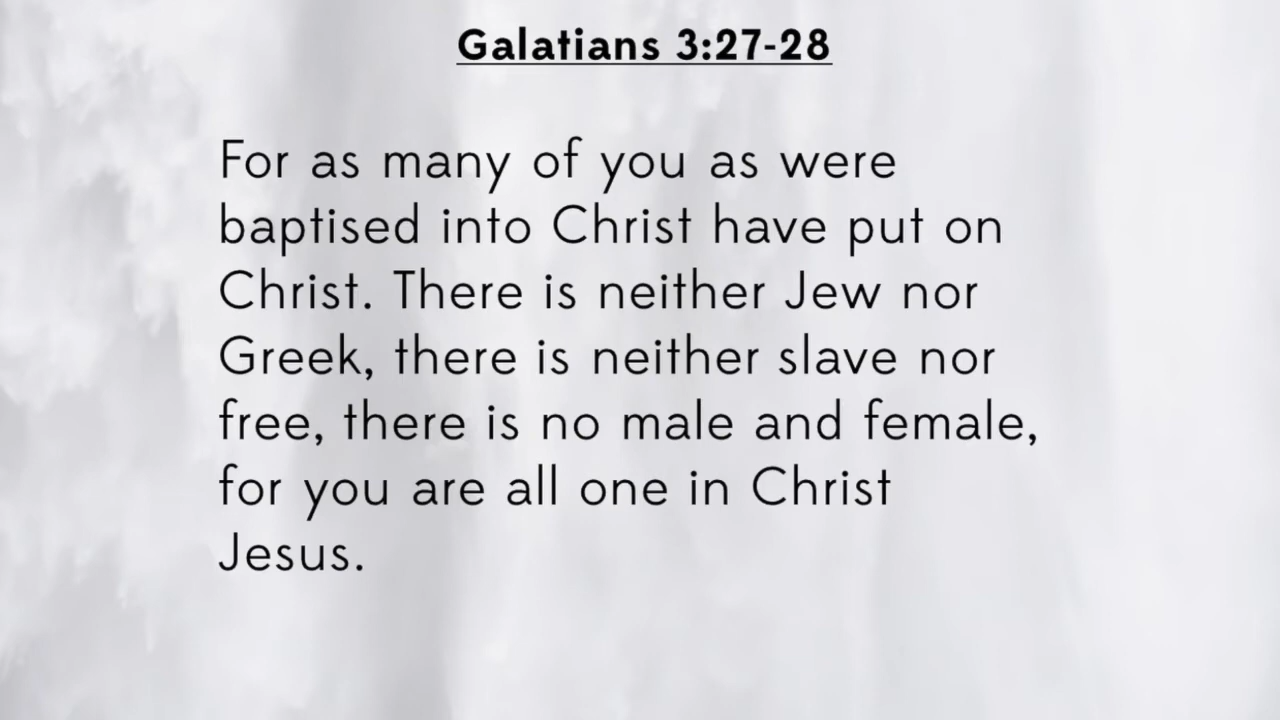 Galatians 3:27-28
For as many of you as were
baptised into Christ have put on
Christ. There is neither Jew nor
Greek, there is neither slave nor
free, there is no male and female,
for you are all one in Christ
Jesus.